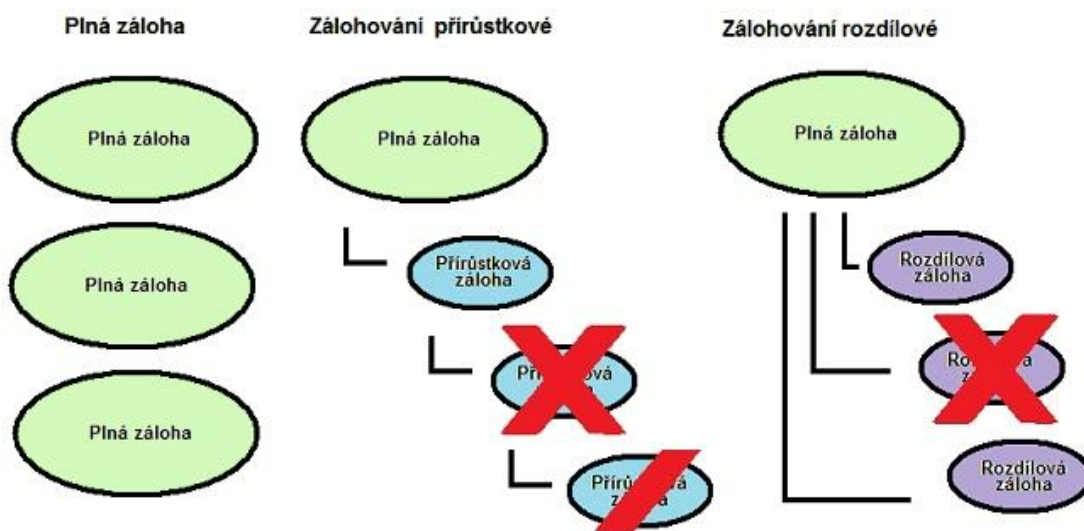 Plná záloha
Zálohování přírůstkové
Zálohování rozdílové
Plná záloha
Plná záloha
Plná záloha
Plná záloha
Přírůstková
záloha
Plná záloha
Rozdílová
záloha
Rozdílová
záloha